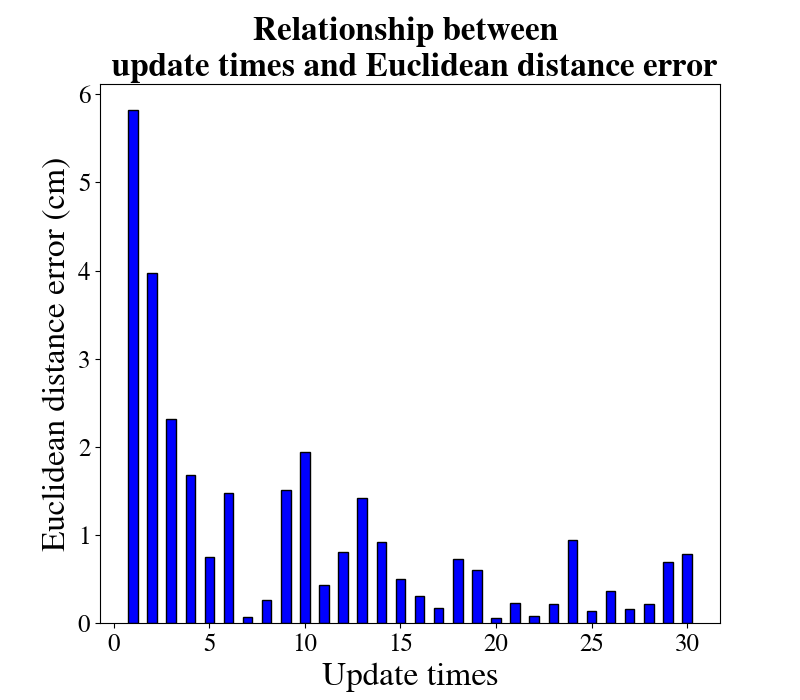 Relationship between
update times and Euclidean distance error
Euclidean distance error (cm)
6
5
4
3
2
1
0
0 5 10 15 20 25 30
Update times